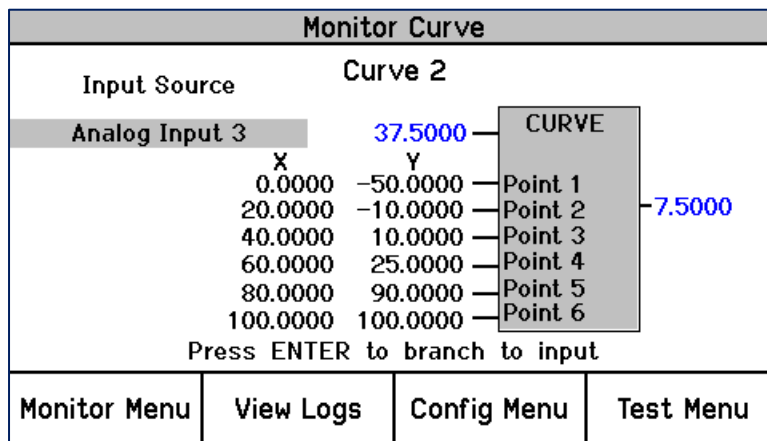 Monitor Curve
Curve 2
Input Source
Analog Input 3 37.5000 CURVE
X Y
0.0000 -50.0000 Point 1
20.0000 -10.0000 Point 2 7.5000
40.0000 10.0000 Point 3
60.0000 25.0000 Point 4
80.0000 90.0000 Point 5
100.0000 100.0000 Point 6
Press ENTER to branch to input
Monitor Menu View Logs Config Menu Test Menu